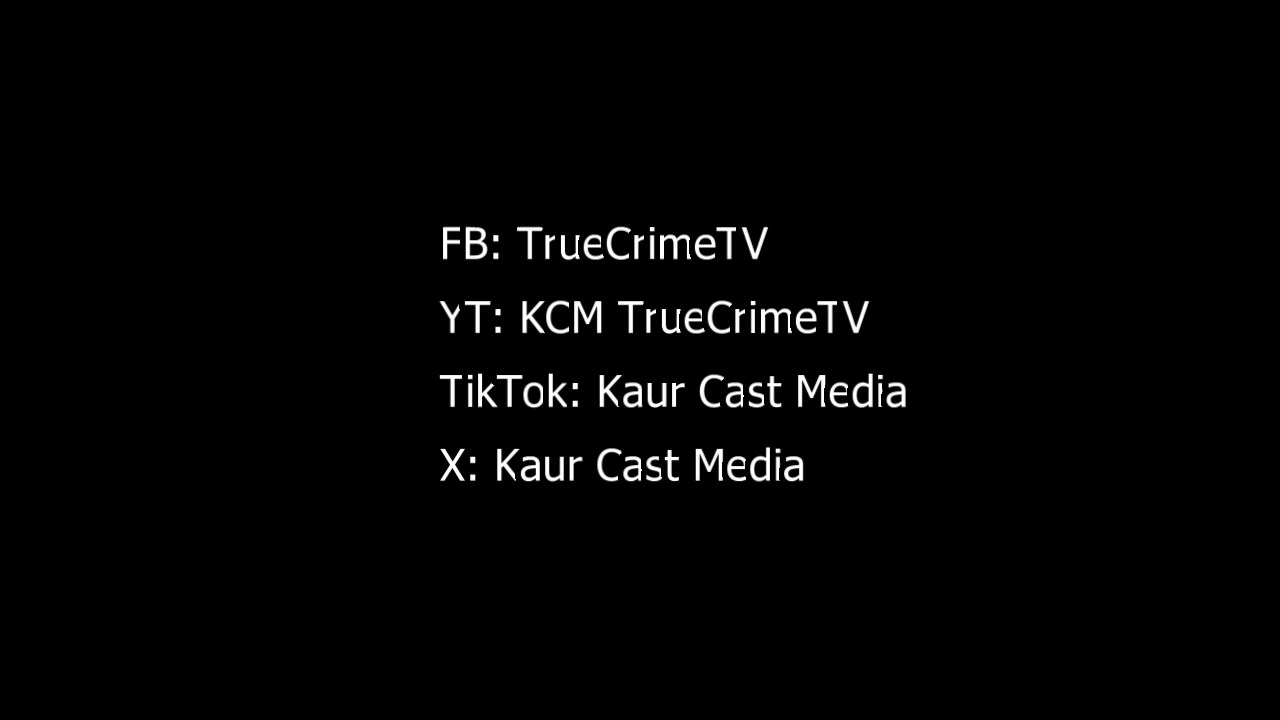 FB: TrueCrimeTV
YT: KCM TrueCrimeTV
TikTok: Kaur Cast Media
X: Kaur Cast Media